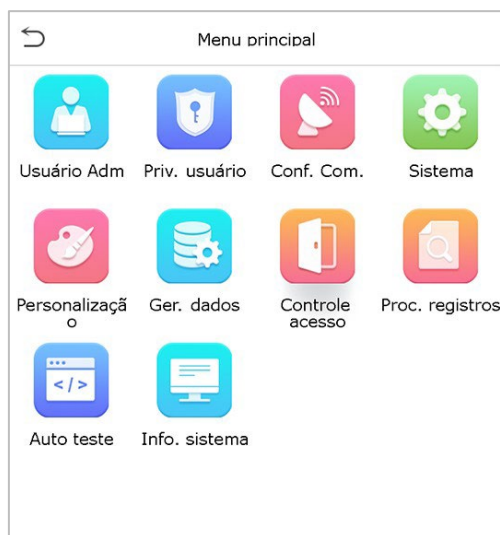 Menu principal
Usuário Adm
Priv. usuário
Conf. Com.
Sistema
Personalizaçã
o
Ger. dados
Controle
acesso
Proc. registros
</>
Auto teste
Info. sistema